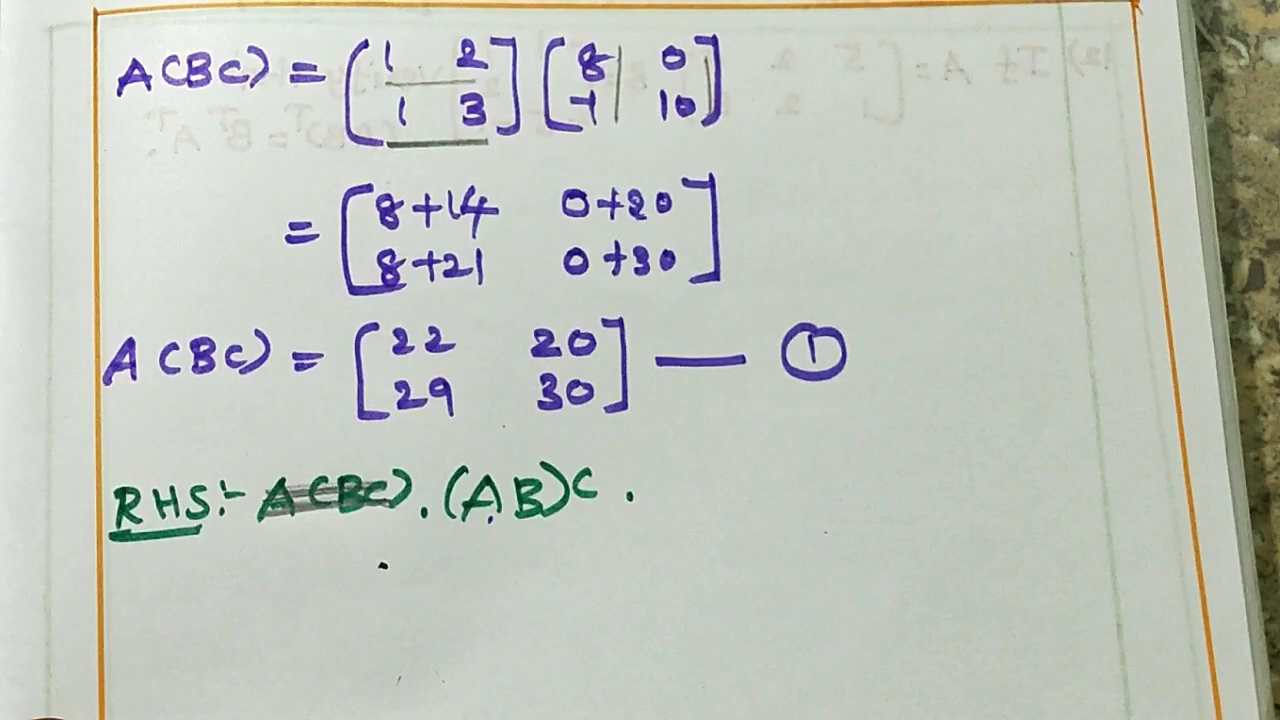 A(BC) = [1 2
1 3] [8 0
7 10]
= [8+14 0+20
8+21 0+30]
A(BC) = [22 20
29 30] — ①
RHS:- A(BC). (AB)C.